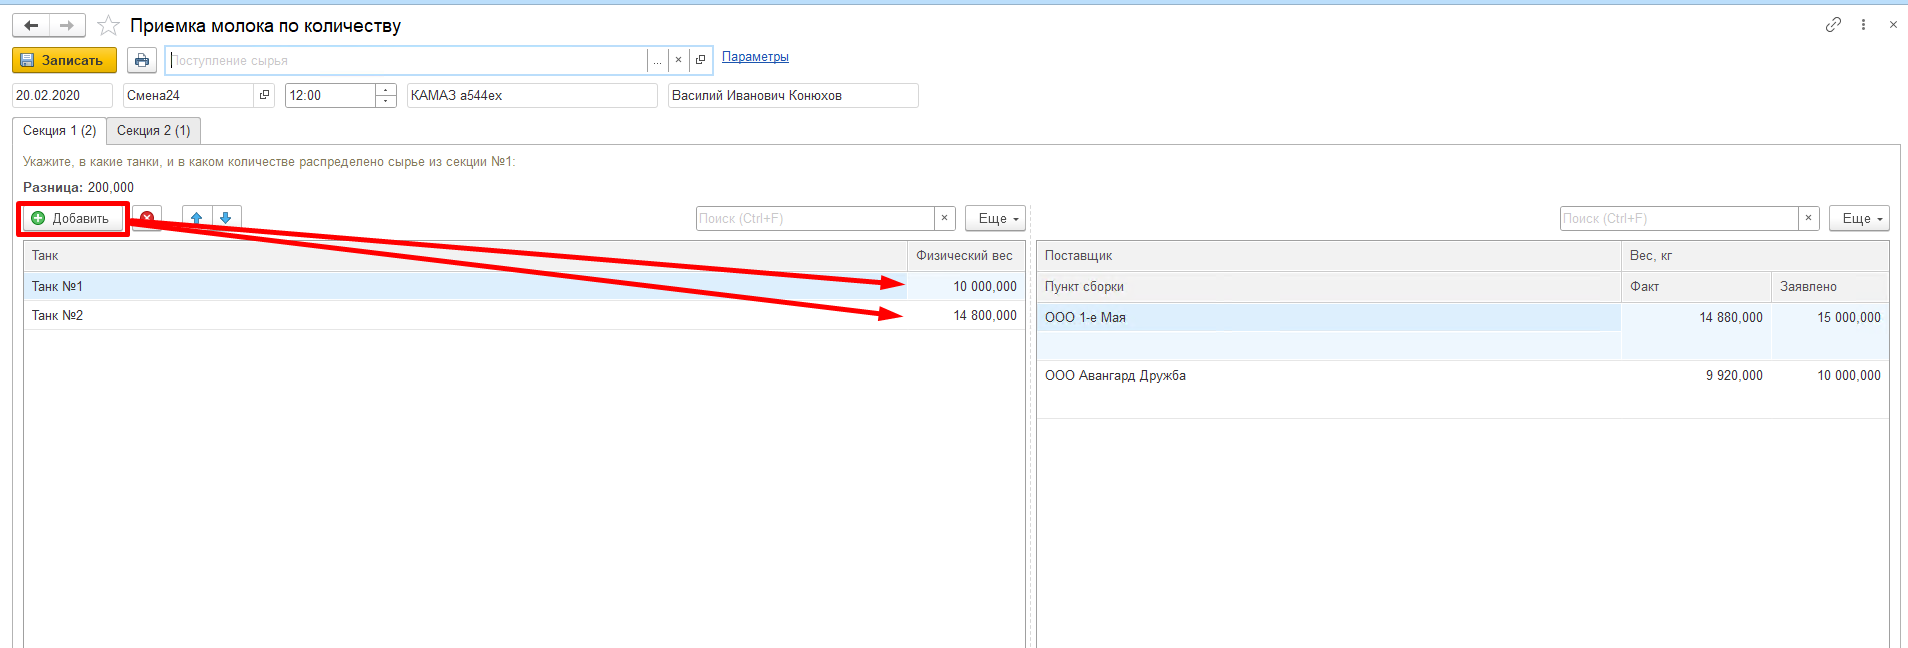 Приемка молока по количеству
Записать
Поступление сырья
...
Параметры
20.02.2020
Смена24
12:00
КАМАЗ а544ех
Василий Иванович Конюхов
Секция 1 (2)
Секция 2 (1)
Укажите, в какие танки, и в каком количестве распределено сырье из секции №1:
Разница: 200,000
Добавить
Поиск (Ctrl+F)
Еще
Поиск (Ctrl+F)
Еще
Танк
Физический вес
Танк №1
10 000,000
Танк №2
14 800,000
Поставщик
Вес, кг
Пункт сборки
Факт
Заявлено
ООО 1-е Мая
14 880,000
15 000,000
ООО Авангард Дружба
9 920,000
10 000,000